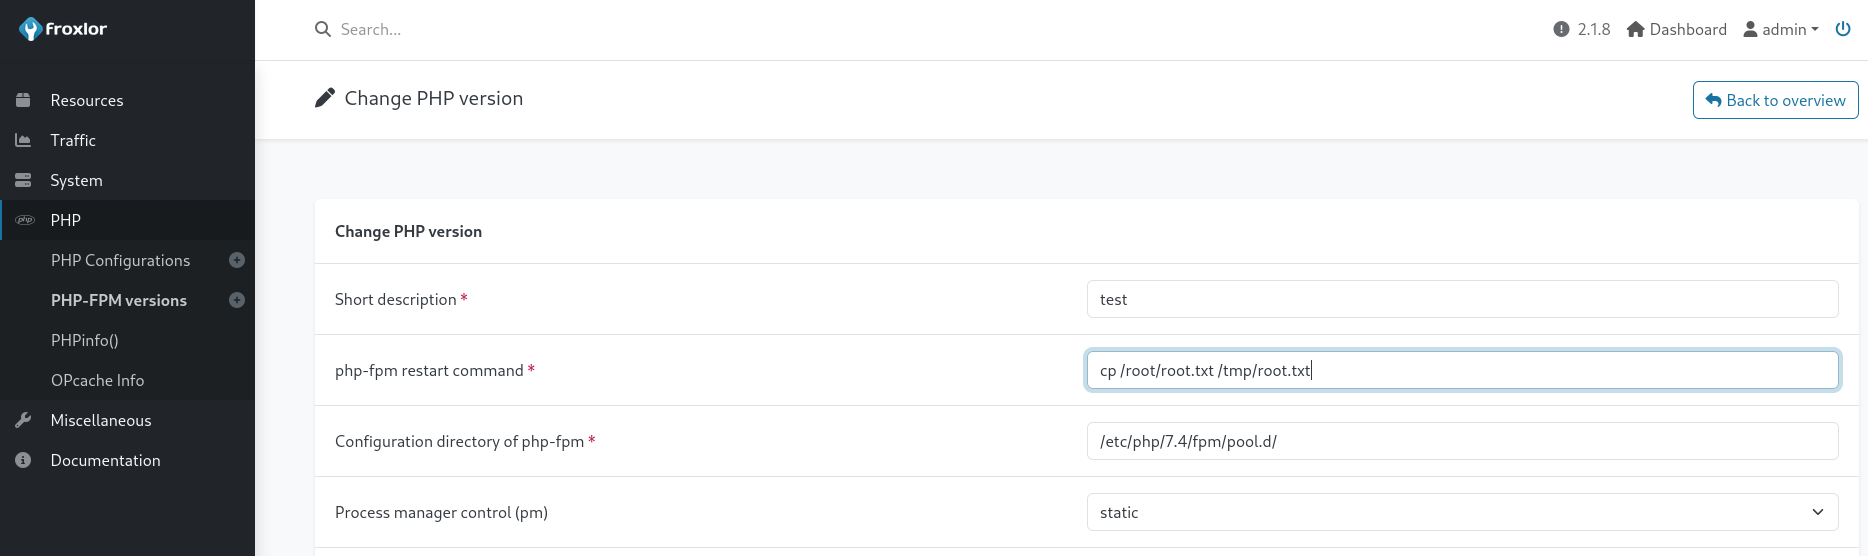 froxlor
Search...
2.1.8 Dashboard admin
Change PHP version
Back to overview
Resources
Traffic
System
php PHP
PHP Configurations
PHP-FPM versions
PHPinfo()
OPcache Info
Miscellaneous
Documentation
Change PHP version
Short description * test
php-fpm restart command * cp /root/root.txt /tmp/root.txt
Configuration directory of php-fpm * /etc/php/7.4/fpm/pool.d/
Process manager control (pm) static